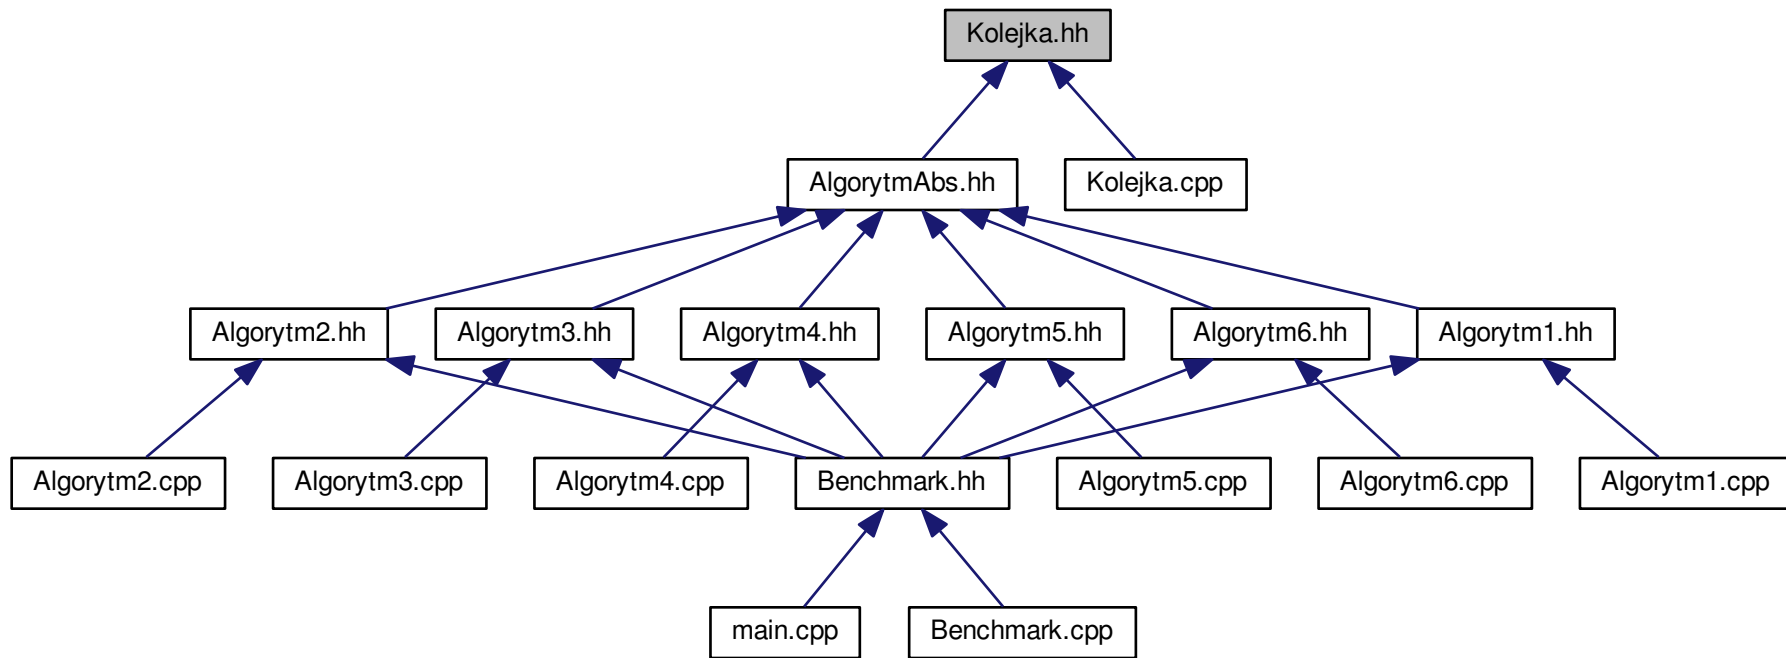 Kolejka.hh
AlgorytmAbs.hh
Kolejka.cpp
Algorytm2.hh
Algorytm3.hh
Algorytm4.hh
Algorytm5.hh
Algorytm6.hh
Algorytm1.hh
Algorytm2.cpp
Algorytm3.cpp
Algorytm4.cpp
Benchmark.hh
Algorytm5.cpp
Algorytm6.cpp
Algorytm1.cpp
main.cpp
Benchmark.cpp